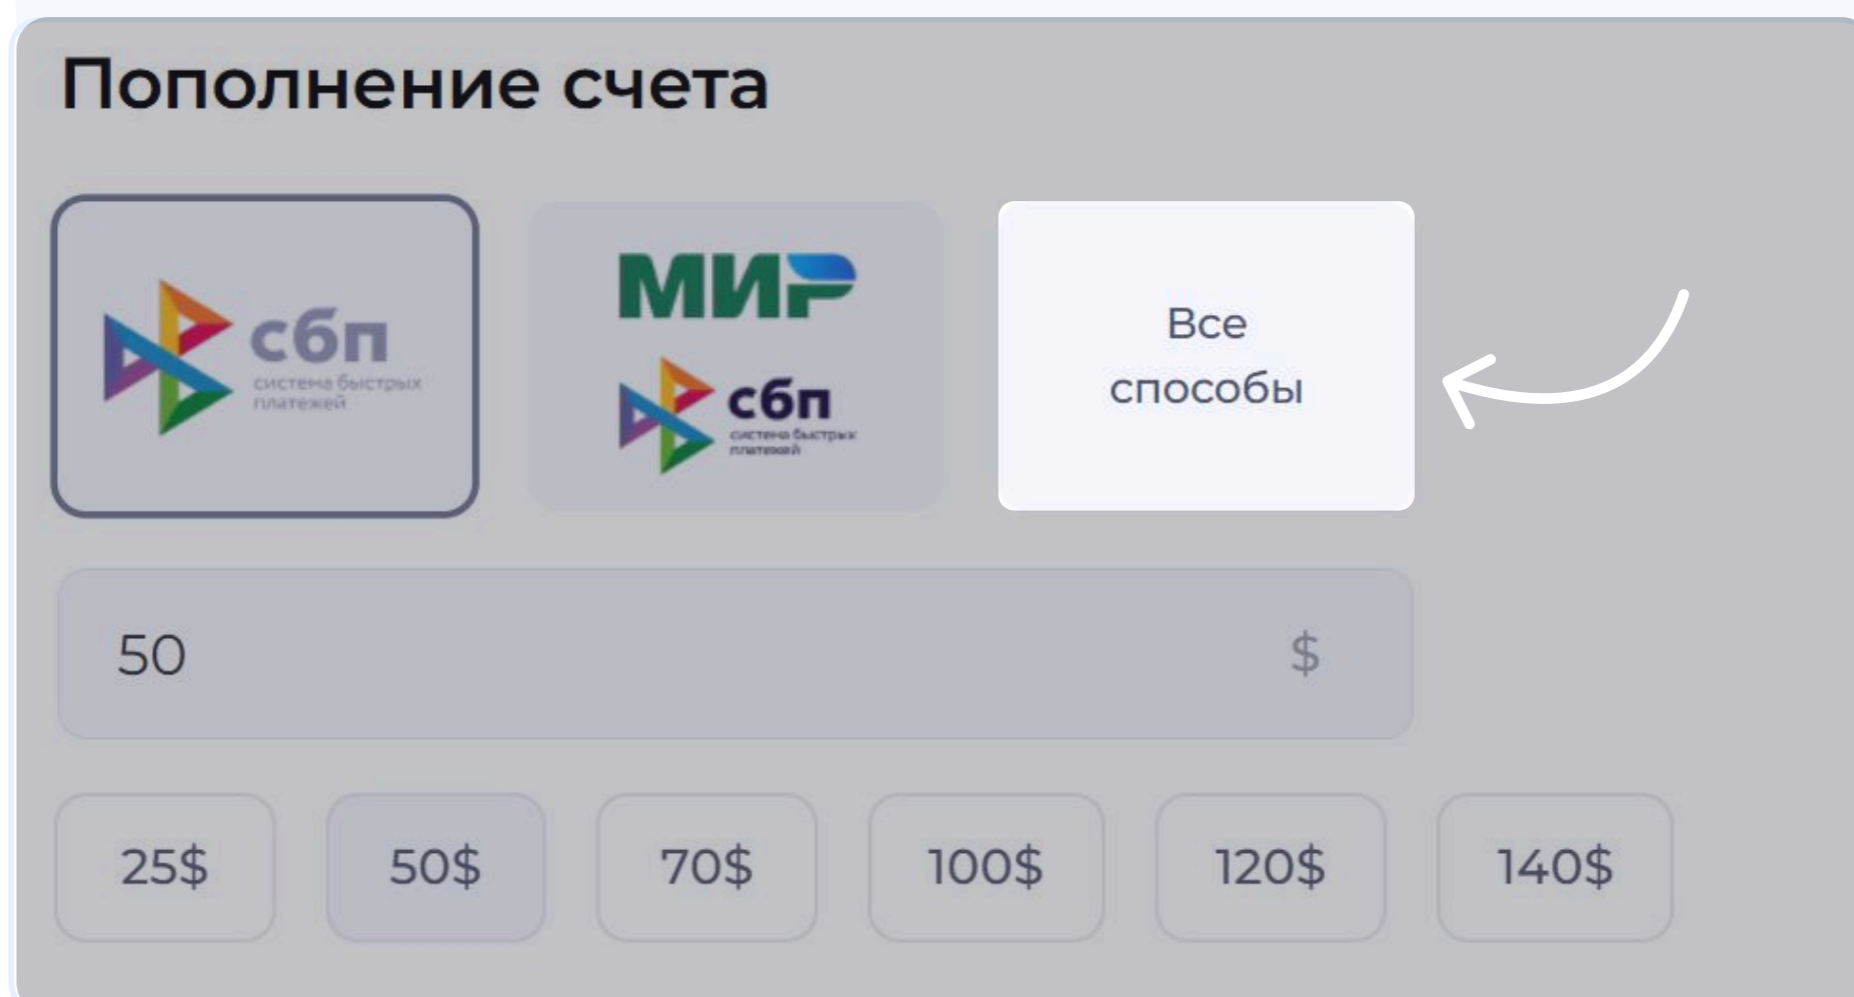 Пополнение счета
сбп
система быстрых
платежей
МИР
сбп
система быстрых
платежей
Все
способы
50 $
25$ 50$ 70$ 100$ 120$ 140$